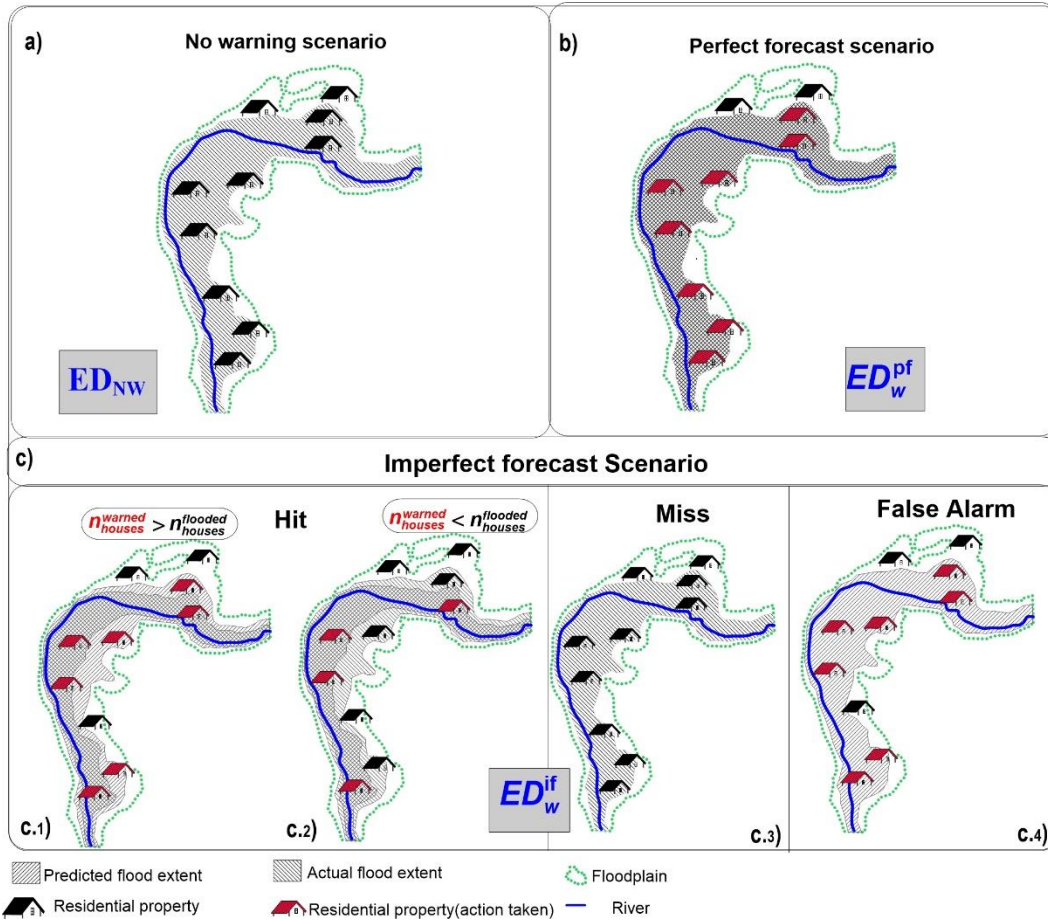 a)
No warning scenario
ED_NW
b)
Perfect forecast scenario
ED_w^pf
c)
Imperfect forecast Scenario
n_houses^warned > n_houses^flooded
Hit
n_houses^warned < n_houses^flooded
Miss
False Alarm
ED_w^if
c.1)
c.2)
c.3)
c.4)
Predicted flood extent
Actual flood extent
Floodplain
Residential property
Residential property(action taken)
River